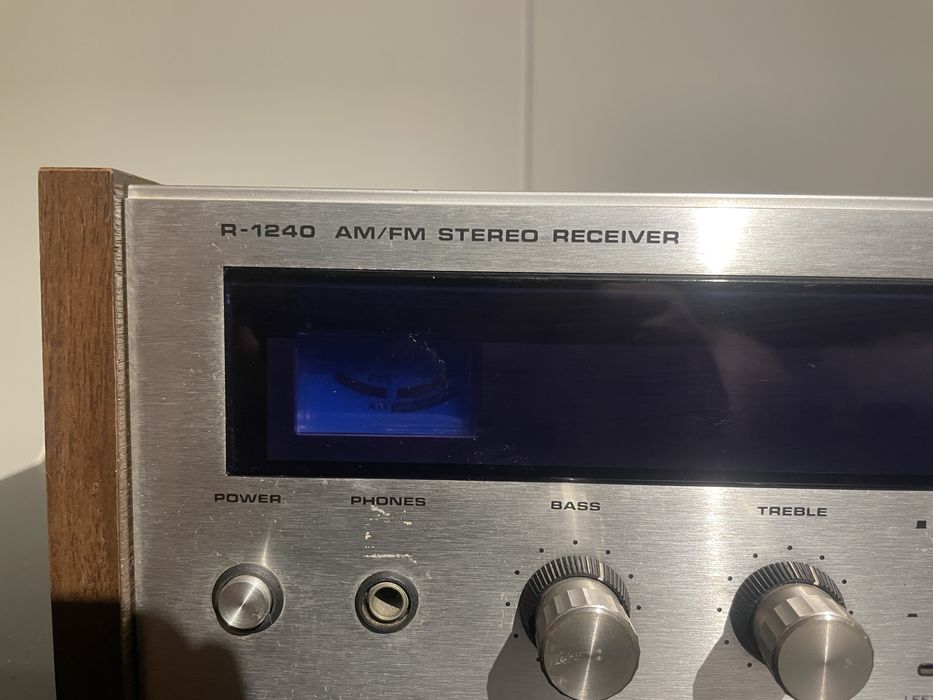 R-1240 AM/FM STEREO RECEIVER
POWER PHONES BASS TREBLE